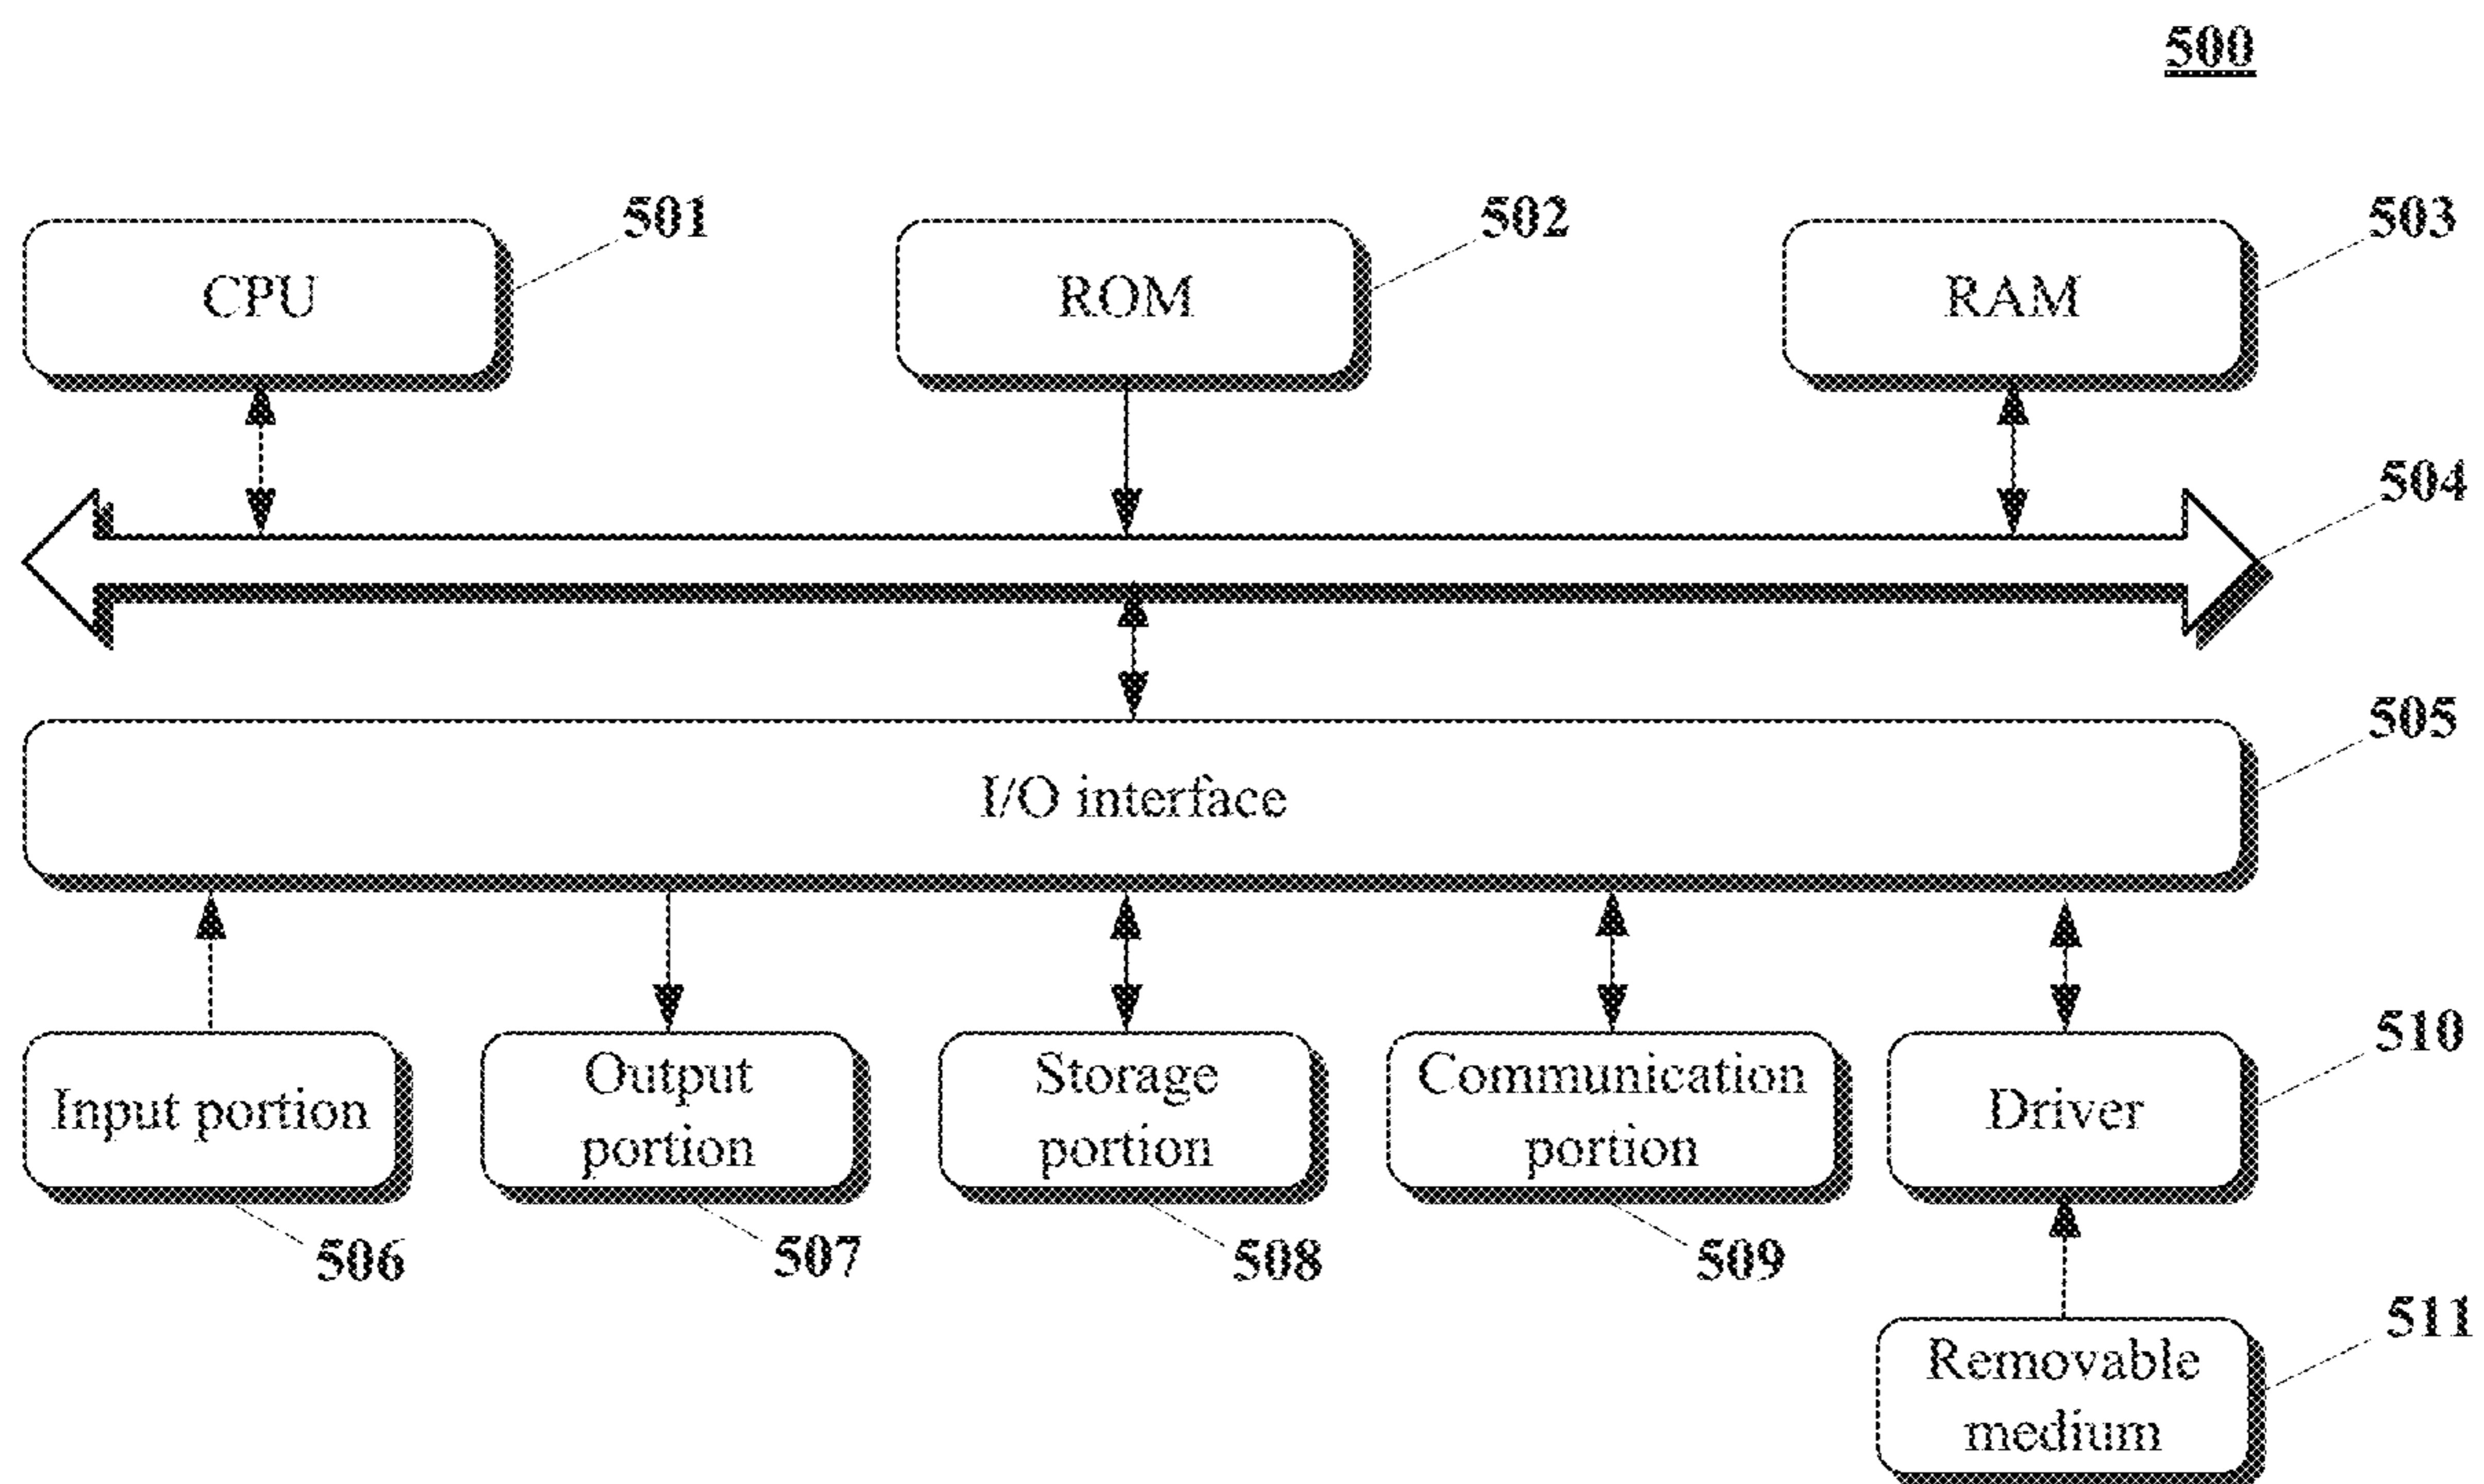 500
501
502
503
CPU
ROM
RAM
504
505
I/O interface
510
Input portion
Output
portion
Storage
portion
Communication
portion
Driver
506
507
508
509
511
Removable
medium